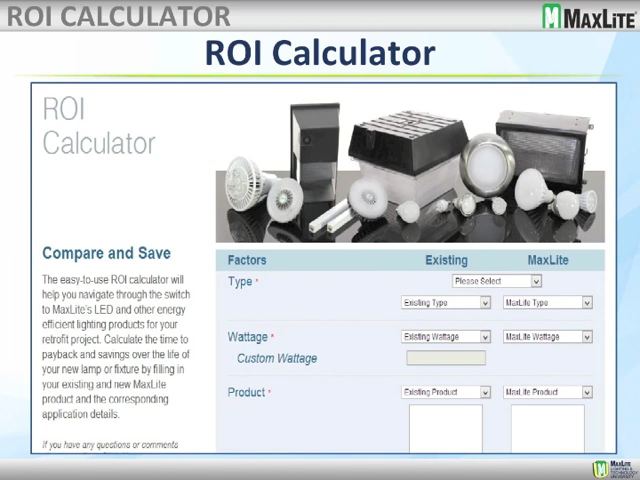 ROI CALCULATOR
MAXLITE®
ROI Calculator
ROI
Calculator
Compare and Save
The easy-to-use ROI calculator will
help you navigate through the switch
to MaxLite's LED and other energy
efficient lighting products for your
retrofit project. Calculate the time to
payback and savings over the life of
your new lamp or fixture by filling in
your existing and new MaxLite
product and the corresponding
application details.
If you have any questions or comments
Factors Existing MaxLite
Type * Please Select
Existing Type MaxLite Type
Wattage * Existing Wattage MaxLite Wattage
Custom Wattage
Product * Existing Product MaxLite Product
MAXLITE
LIGHTING &
TECHNOLOGY
UNIVERSITY